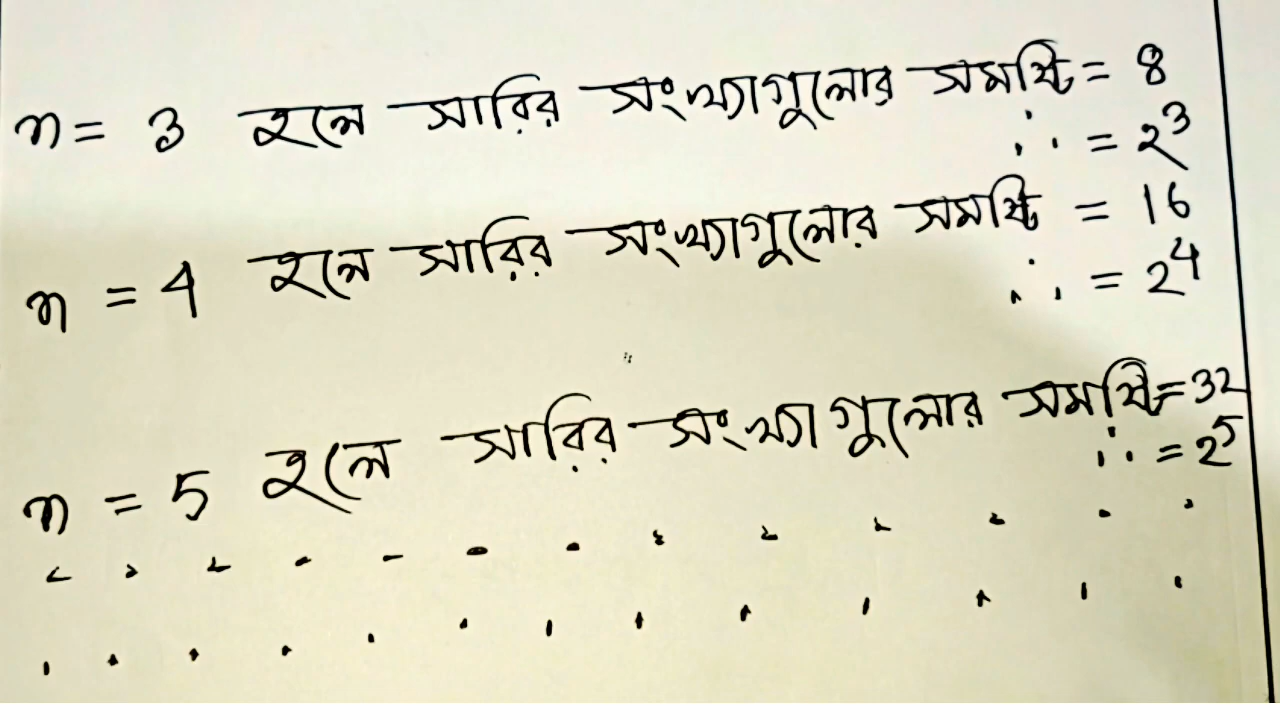 n = 3 হলে সারির সংখ্যাগুলোর সমষ্টি = 8
∴ = 2³
n = 4 হলে সারির সংখ্যাগুলোর সমষ্টি = 16
∴ = 2⁴
n = 5 হলে সারির সংখ্যাগুলোর সমষ্টি = 32
∴ = 2⁵
. . . . . . . . . . . .
. . . . . . . . . . . .